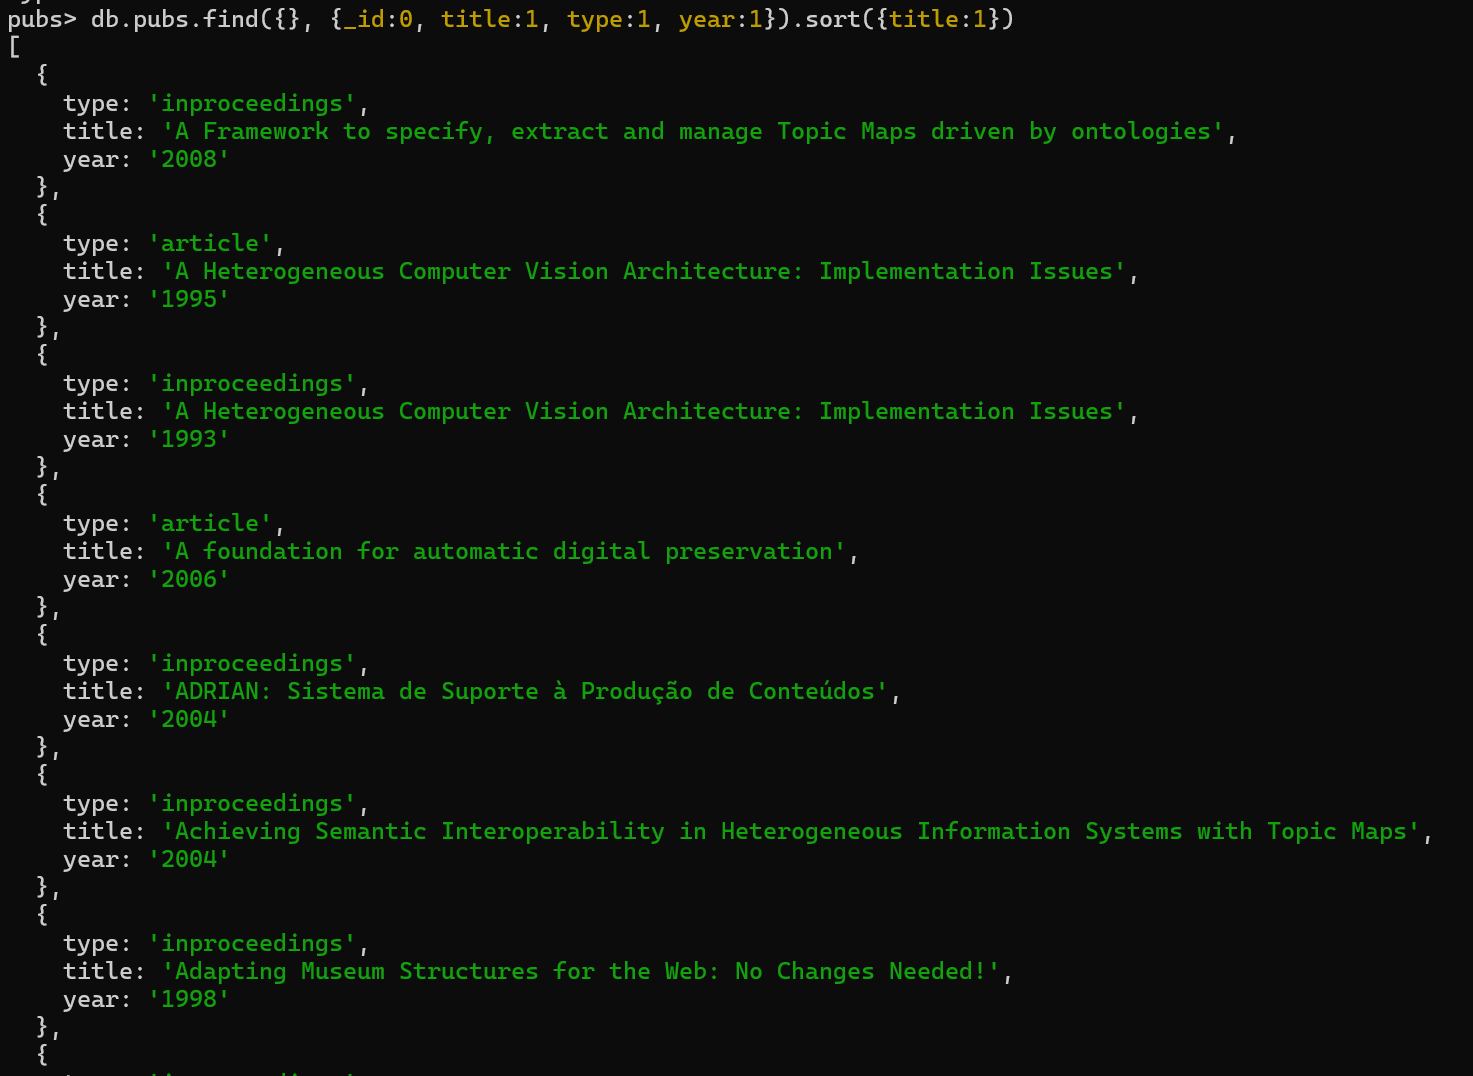 pubs> db.pubs.find({}, {_id:0, title:1, type:1, year:1}).sort({title:1})
[
  {
    type: 'inproceedings',
    title: 'A Framework to specify, extract and manage Topic Maps driven by ontologies',
    year: '2008'
  },
  {
    type: 'article',
    title: 'A Heterogeneous Computer Vision Architecture: Implementation Issues',
    year: '1995'
  },
  {
    type: 'inproceedings',
    title: 'A Heterogeneous Computer Vision Architecture: Implementation Issues',
    year: '1993'
  },
  {
    type: 'article',
    title: 'A foundation for automatic digital preservation',
    year: '2006'
  },
  {
    type: 'inproceedings',
    title: 'ADRIAN: Sistema de Suporte à Produção de Conteúdos',
    year: '2004'
  },
  {
    type: 'inproceedings',
    title: 'Achieving Semantic Interoperability in Heterogeneous Information Systems with Topic Maps',
    year: '2004'
  },
  {
    type: 'inproceedings',
    title: 'Adapting Museum Structures for the Web: No Changes Needed!',
    year: '1998'
  },
  {